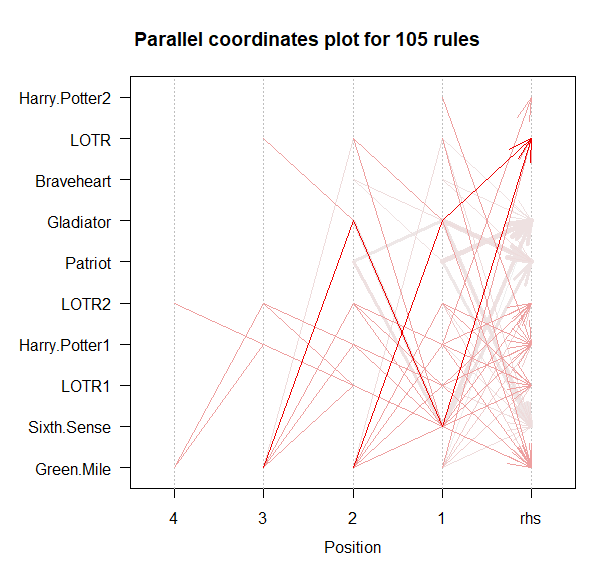 Parallel coordinates plot for 105 rules
Harry.Potter2
LOTR
Braveheart
Gladiator
Patriot
LOTR2
Harry.Potter1
LOTR1
Sixth.Sense
Green.Mile
4 3 2 1 rhs
Position